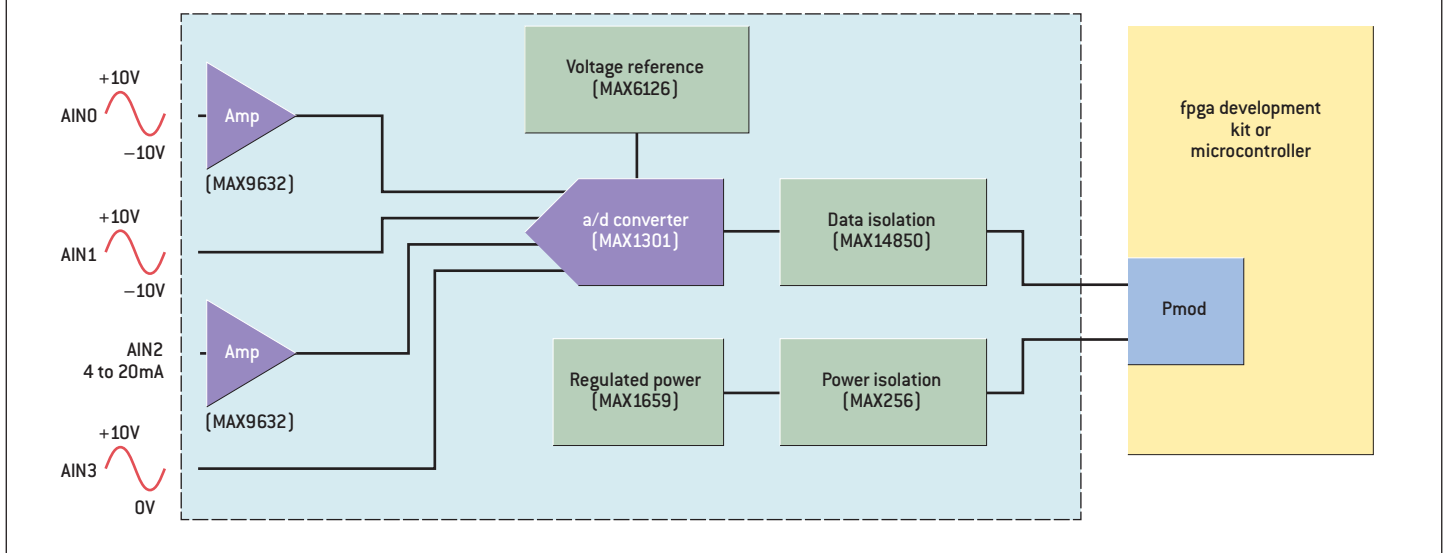 +10V
AIN0
−10V
Amp
(MAX9632)
+10V
AIN1
−10V
AIN2
4 to 20mA
Amp
(MAX9632)
+10V
AIN3
0V
Voltage reference
(MAX6126)
a/d converter
(MAX1301)
Data isolation
(MAX14850)
Regulated power
(MAX1659)
Power isolation
(MAX256)
fpga development
kit or
microcontroller
Pmod